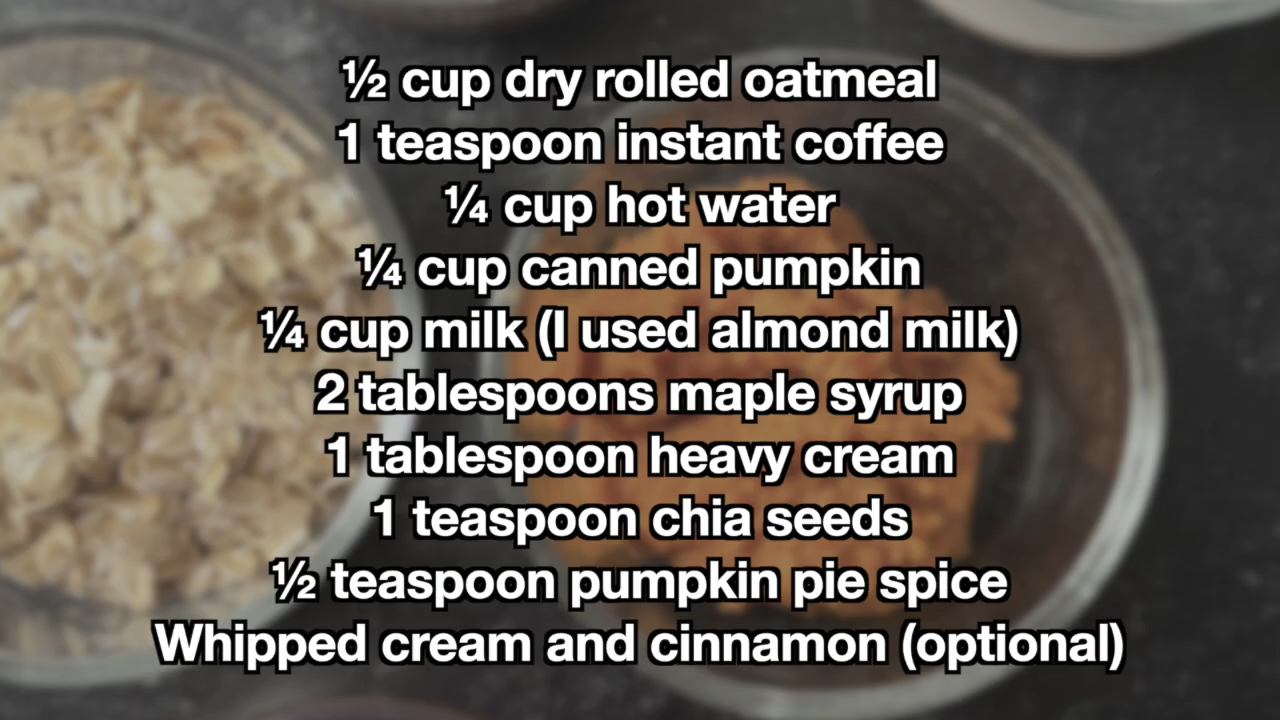 ½ cup dry rolled oatmeal
1 teaspoon instant coffee
¼ cup hot water
¼ cup canned pumpkin
¼ cup milk (I used almond milk)
2 tablespoons maple syrup
1 tablespoon heavy cream
1 teaspoon chia seeds
½ teaspoon pumpkin pie spice
Whipped cream and cinnamon (optional)